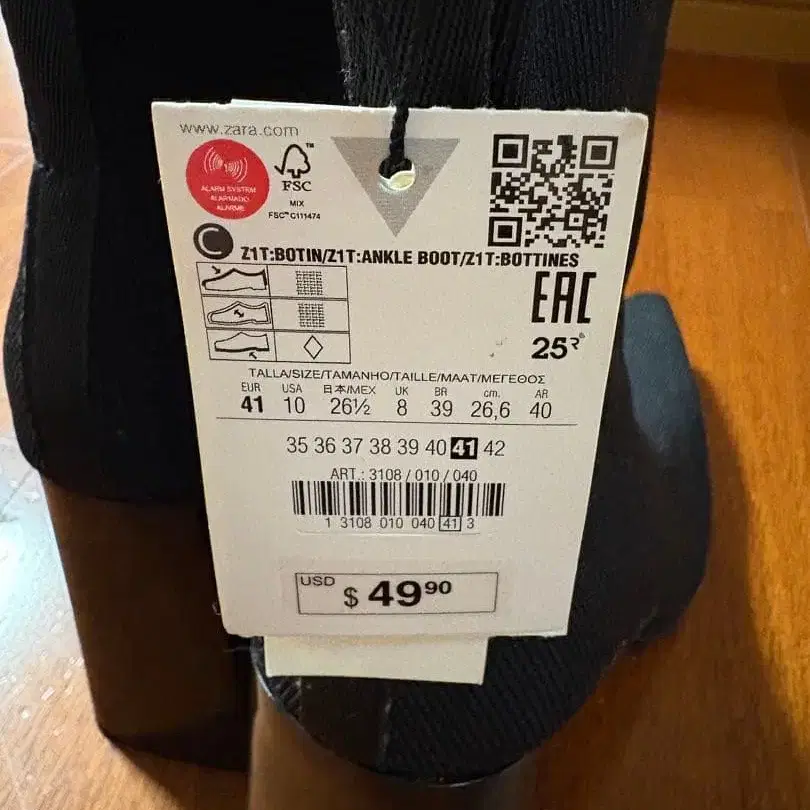 www.zara.com
ALARM SYSTEM
ALARMADO
ALARME
FSC
MIX
FSC™ C111474
C
Z1T:BOTIN/Z1T:ANKLE BOOT/Z1T:BOTTINES
EAC
25
TALLA/SIZE/TAMANHO/TAILLE/MAAT/ΜΕΓΕΘΟΣ
EUR USA 日本/MEX UK BR cm. AR
41 10 26½ 8 39 26,6 40
35 36 37 38 39 40 41 42
ART.: 3108 / 010 / 040
1 3108 010 040 41 3
USD
$ 49⁹⁰